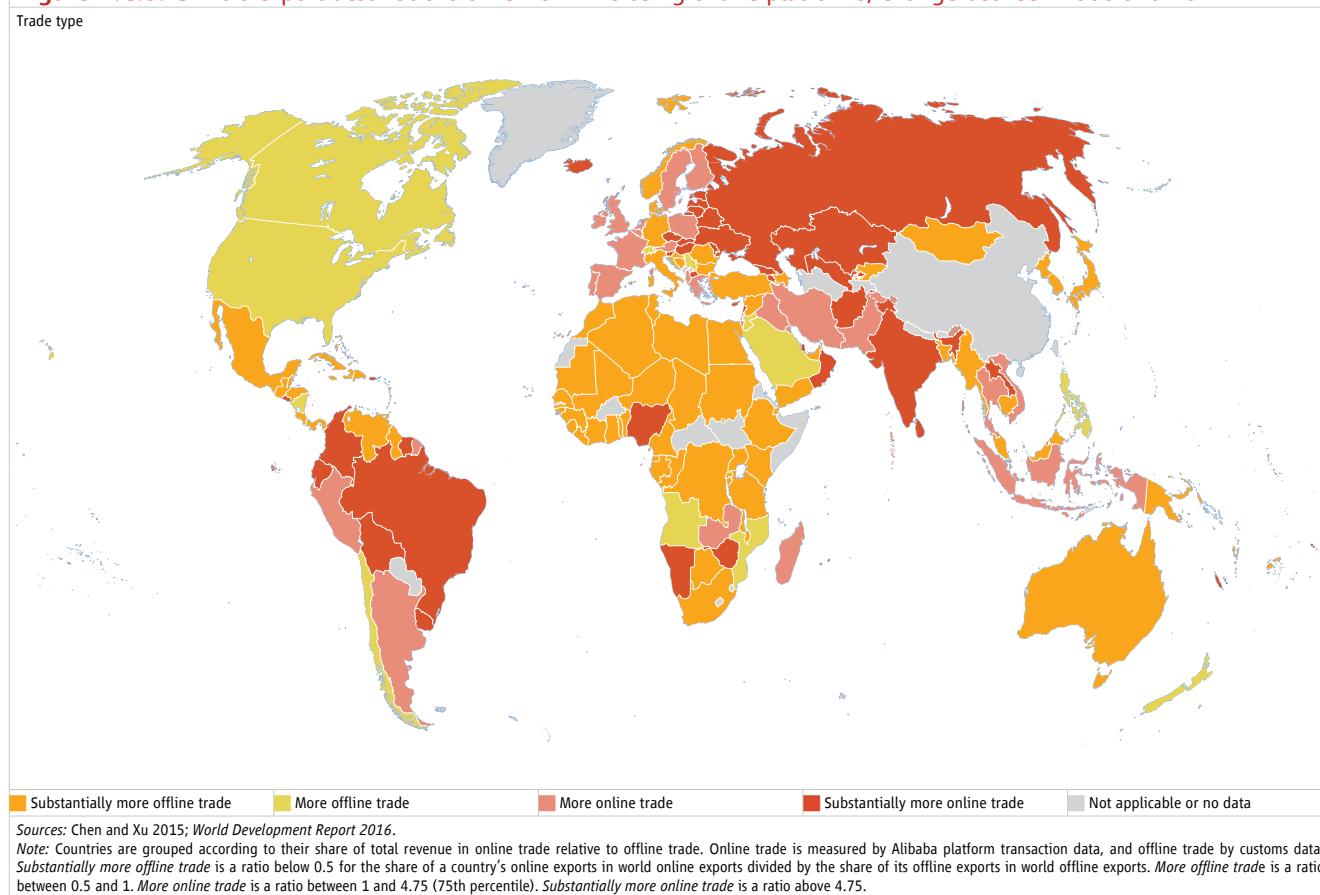 Trade type
Substantially more offline trade More offline trade More online trade Substantially more online trade Not applicable or no data
Sources: Chen and Xu 2015; World Development Report 2016.
Note: Countries are grouped according to their share of total revenue in online trade relative to offline trade. Online trade is measured by Alibaba platform transaction data, and offline trade by customs data
Substantially more offline trade is a ratio below 0.5 for the share of a country's online exports in world online exports divided by the share of its offline exports in world offline exports. More offline trade is a ratio
between 0.5 and 1. More online trade is a ratio between 1 and 4.75 (75th percentile). Substantially more online trade is a ratio above 4.75.